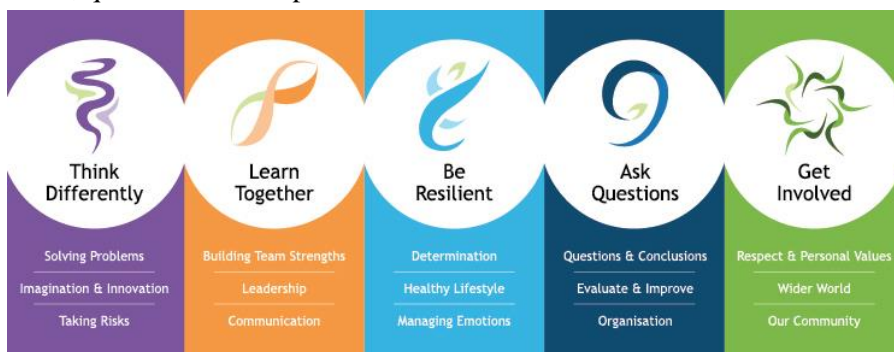 Think
Differently
Solving Problems
Imagination & Innovation
Taking Risks
Learn
Together
Building Team Strengths
Leadership
Communication
Be
Resilient
Determination
Healthy Lifestyle
Managing Emotions
Ask
Questions
Questions & Conclusions
Evaluate & Improve
Organisation
Get
Involved
Respect & Personal Values
Wider World
Our Community